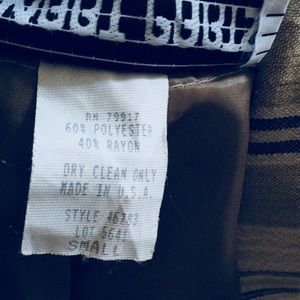 RN 79917
60% POLYESTER
40% RAYON
DRY CLEAN ONLY
MADE IN U.S.A.
STYLE 46783
LOT 5641
SMALL